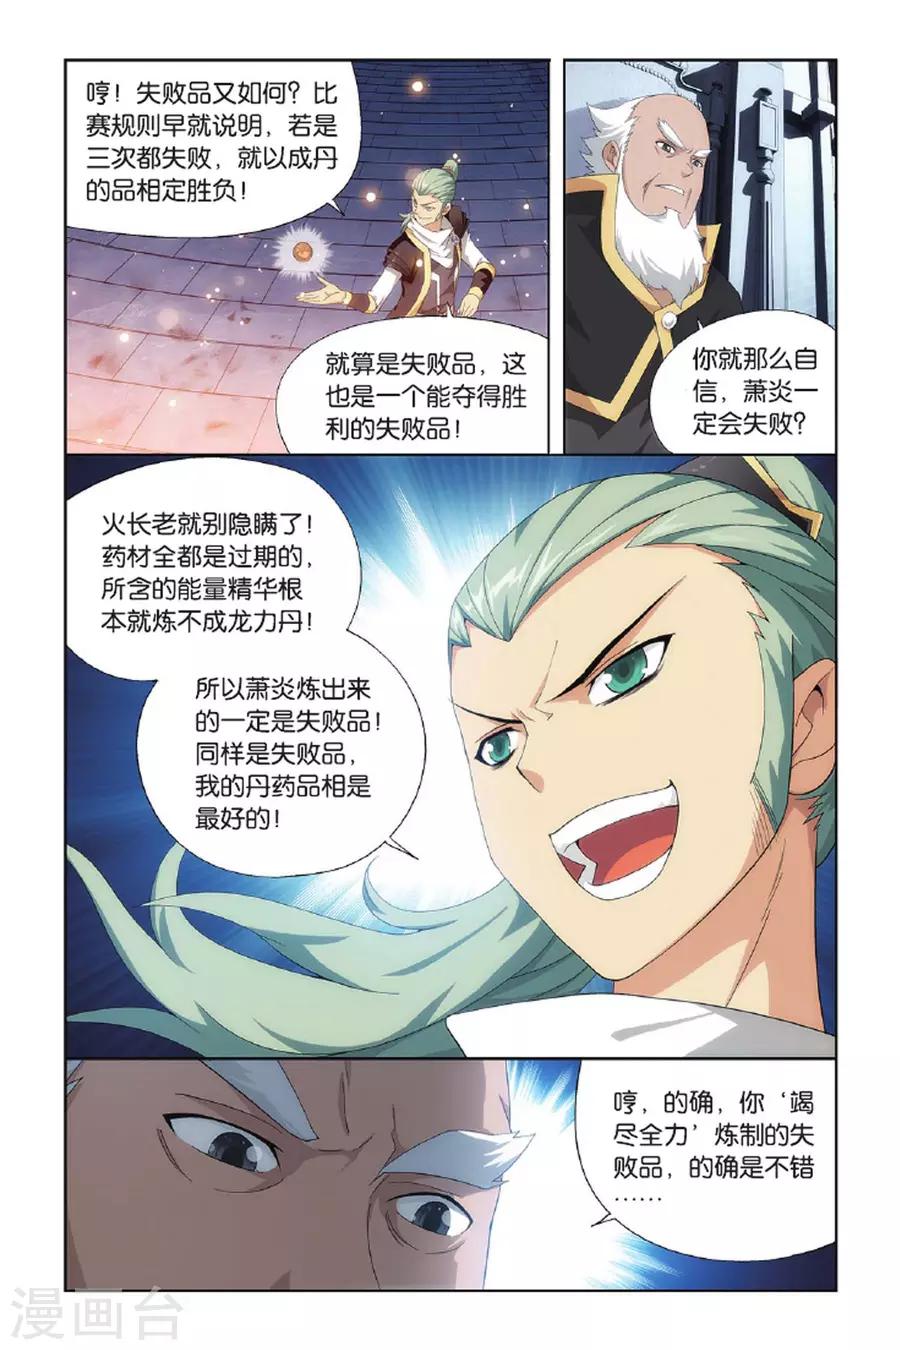 哼！失败品又如何？比
赛规则早就说明，若是
三次都失败，就以成丹
的品相定胜负！
就算是失败品，这
也是一个能夺得胜
利的失败品！
你就那么自
信，萧炎一
定会失败？
火长老就别隐瞒了！
药材全都是过期的，
所含的能量精华根
本就炼不成龙力丹！
所以萧炎炼出来
的一定是失败品！
同样是失败品，
我的丹药品相是
最好的！
哼，的确，你‘竭
尽全力’炼制的失
败品，的确是不错
……
漫画台